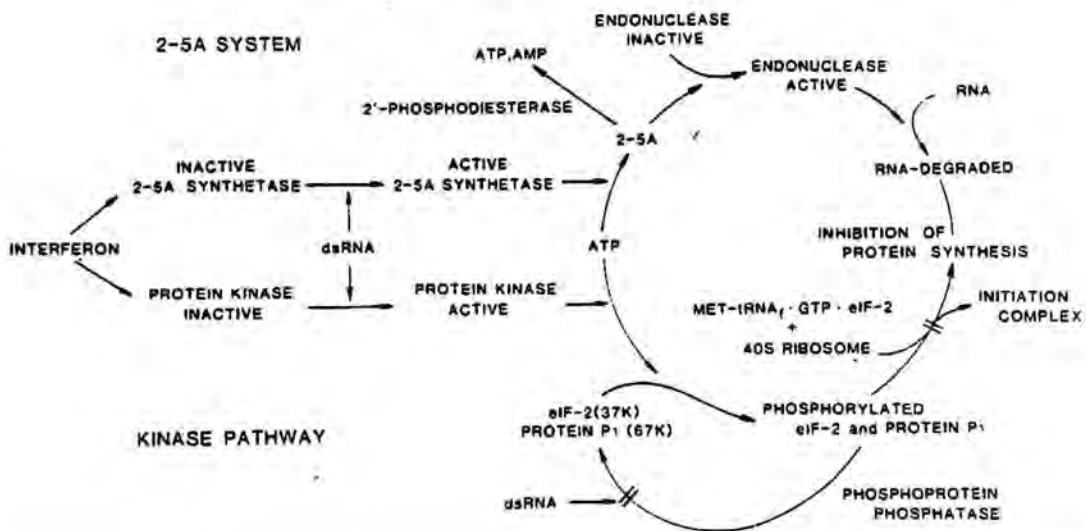 2-5A SYSTEM
ENDONUCLEASE
INACTIVE
ATP,AMP
ENDONUCLEASE
ACTIVE
2'-PHOSPHODIESTERASE
RNA
2-5A
INACTIVE
2-5A SYNTHETASE
ACTIVE
2-5A SYNTHETASE
RNA-DEGRADED
INTERFERON
dsRNA
ATP
INHIBITION OF
PROTEIN SYNTHESIS
PROTEIN KINASE
INACTIVE
PROTEIN KINASE
ACTIVE
MET-tRNAf · GTP · eIF-2
+
40S RIBOSOME
INITIATION
COMPLEX
eIF-2(37K)
PROTEIN P1 (67K)
PHOSPHORYLATED
eIF-2 and PROTEIN P1
KINASE PATHWAY
dsRNA
PHOSPHOPROTEIN
PHOSPHATASE